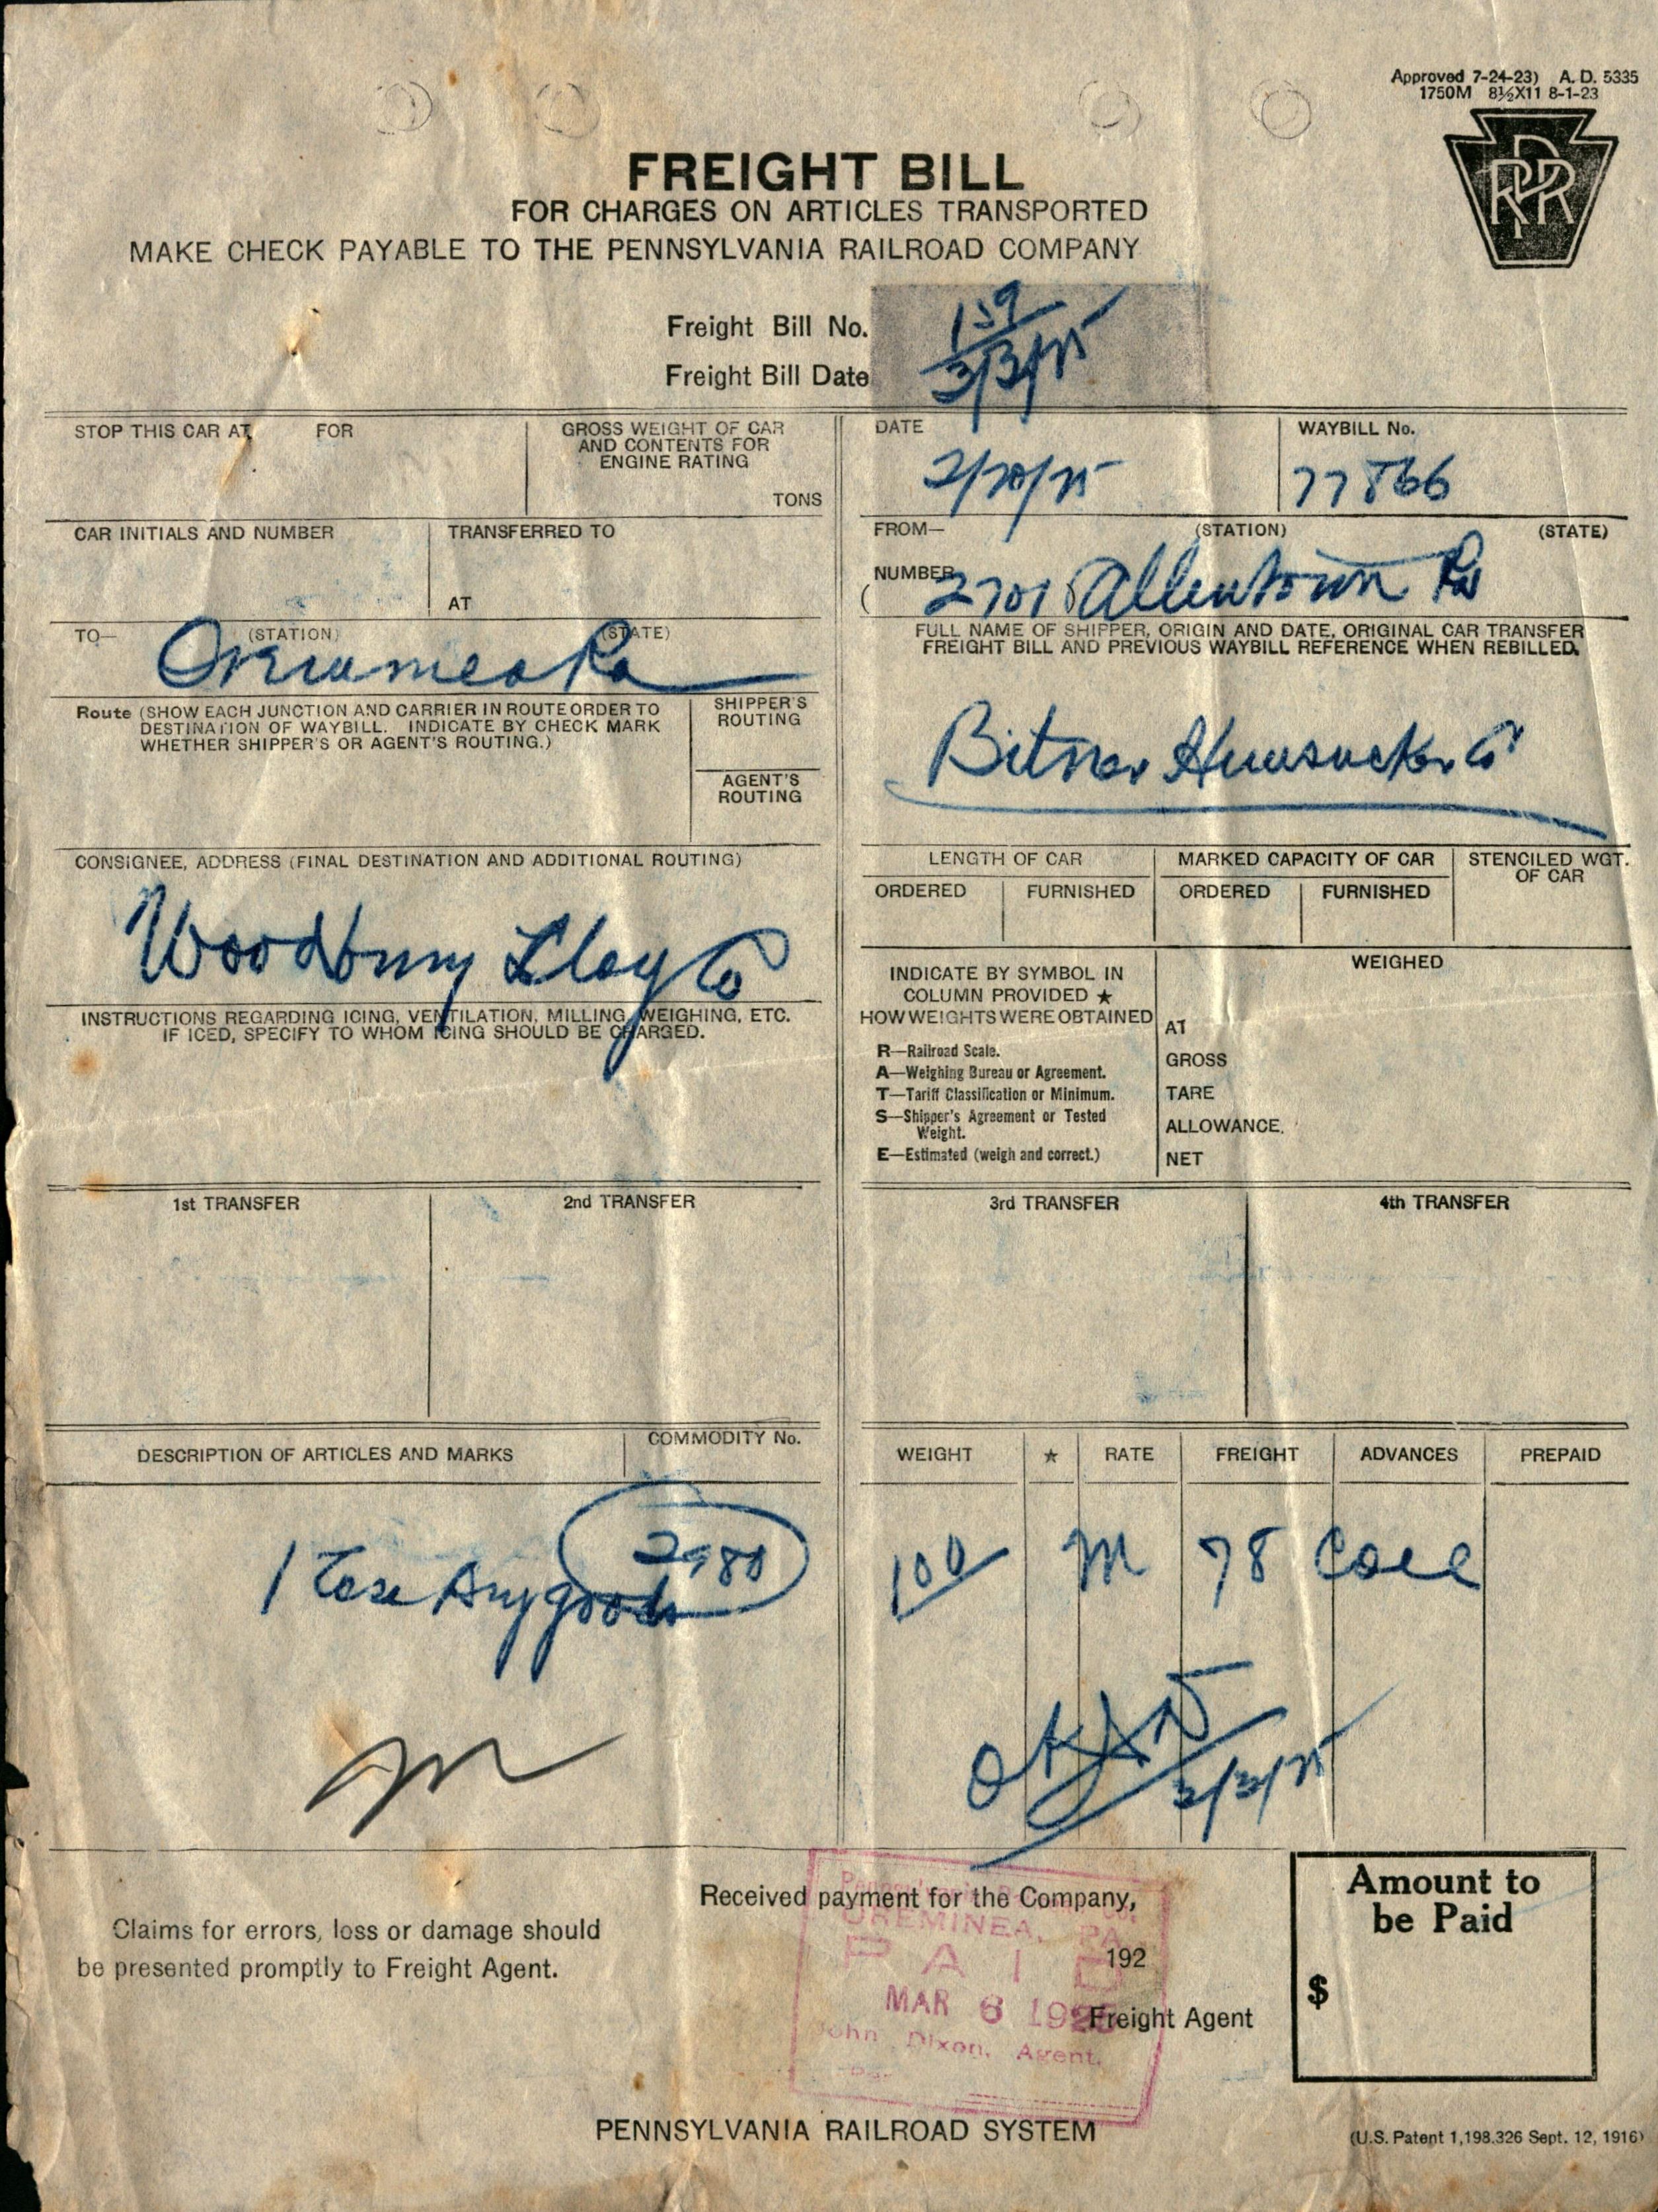 Approved 7-24-23) A. D. 5335
1750M 8½X11 8-1-23
PRR
FREIGHT BILL
FOR CHARGES ON ARTICLES TRANSPORTED
MAKE CHECK PAYABLE TO THE PENNSYLVANIA RAILROAD COMPANY
Freight Bill No. 139
Freight Bill Date 3/3/25
STOP THIS CAR AT FOR
GROSS WEIGHT OF CAR
AND CONTENTS FOR
ENGINE RATING
TONS
CAR INITIALS AND NUMBER
TRANSFERRED TO
AT
TO— (STATION) (STATE)
Oreminea Pa
Route (SHOW EACH JUNCTION AND CARRIER IN ROUTE ORDER TO
DESTINATION OF WAYBILL. INDICATE BY CHECK MARK
WHETHER SHIPPER'S OR AGENT'S ROUTING.)
SHIPPER'S
ROUTING
AGENT'S
ROUTING
CONSIGNEE, ADDRESS (FINAL DESTINATION AND ADDITIONAL ROUTING)
Woodbury Clay Co
INSTRUCTIONS REGARDING ICING, VENTILATION, MILLING, WEIGHING, ETC.
IF ICED, SPECIFY TO WHOM ICING SHOULD BE CHARGED.
DATE
2/20/25
WAYBILL No.
77866
FROM— (STATION) (STATE)
NUMBER
( 2701 Allentown Pa
FULL NAME OF SHIPPER, ORIGIN AND DATE, ORIGINAL CAR TRANSFER
FREIGHT BILL AND PREVIOUS WAYBILL REFERENCE WHEN REBILLED.
Bitner Hunsucker Co
LENGTH OF CAR
ORDERED FURNISHED
MARKED CAPACITY OF CAR
ORDERED FURNISHED
STENCILED WGT.
OF CAR
INDICATE BY SYMBOL IN
COLUMN PROVIDED ★
HOW WEIGHTS WERE OBTAINED
R—Railroad Scale.
A—Weighing Bureau or Agreement.
T—Tariff Classification or Minimum.
S—Shipper's Agreement or Tested
Weight.
E—Estimated (weigh and correct.)
WEIGHED
AT
GROSS
TARE
ALLOWANCE.
NET
1st TRANSFER 2nd TRANSFER 3rd TRANSFER 4th TRANSFER
DESCRIPTION OF ARTICLES AND MARKS
COMMODITY No.
WEIGHT ★ RATE FREIGHT ADVANCES PREPAID
2980
1 Case Drygoods
100 M 78 Coll
OK
3/3/25
Claims for errors, loss or damage should
be presented promptly to Freight Agent.
Received payment for the Company,
192
Freight Agent
OREMINEA, PA.
PAID
MAR 6 1925
John Dixon, Agent.
Amount to
be Paid
$
PENNSYLVANIA RAILROAD SYSTEM
(U.S. Patent 1,198,326 Sept. 12, 1916)